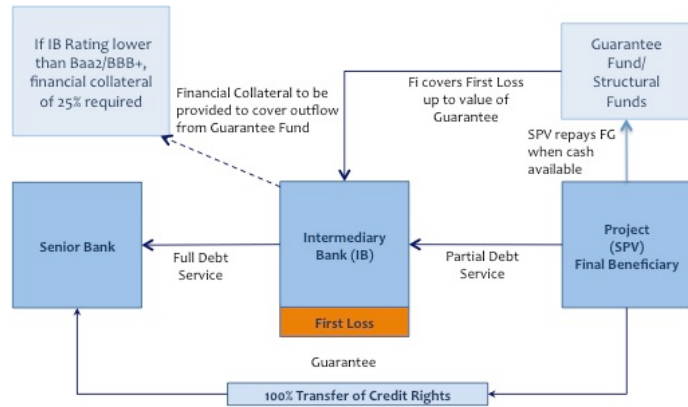 If IB Rating lower
than Baa2/BBB+,
financial collateral
of 25% required
Financial Collateral to be
provided to cover outflow
from Guarantee Fund
Fi covers First Loss
up to value of
Guarantee
Guarantee
Fund/
Structural
Funds
SPV repays FG
when cash
available
Senior Bank
Full Debt
Service
Intermediary
Bank (IB)
First Loss
Partial Debt
Service
Project
(SPV)
Final Beneficiary
Guarantee
100% Transfer of Credit Rights